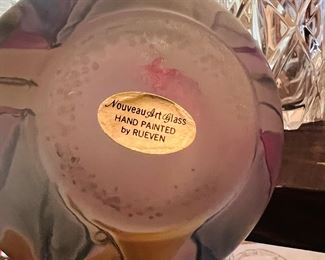 Nouveau Art Glass
HAND PAINTED
by RUEVEN